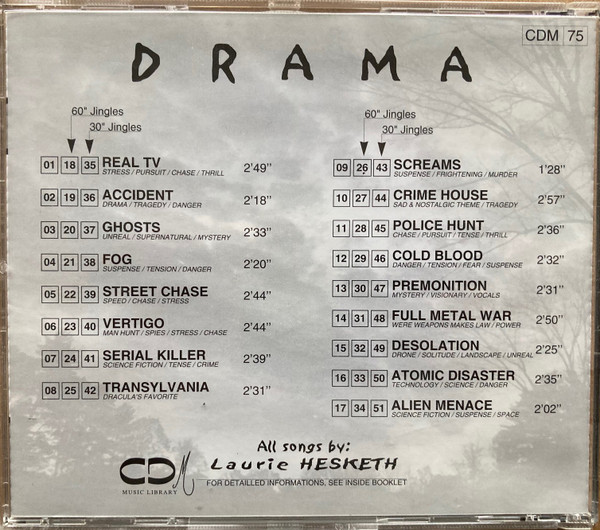 CDM 75
DRAMA
60" Jingles
30" Jingles
01 18 35 REAL TV 2'49"
STRESS / PURSUIT / CHASE / THRILL
02 19 36 ACCIDENT 2'18"
DRAMA / TRAGEDY / DANGER
03 20 37 GHOSTS 2'33"
UNREAL / SUPERNATURAL / MYSTERY
04 21 38 FOG 2'20"
SUSPENSE / TENSION / DANGER
05 22 39 STREET CHASE 2'44"
SPEED / CHASE / STRESS
06 23 40 VERTIGO 2'44"
MAN HUNT / SPIES / STRESS / CHASE
07 24 41 SERIAL KILLER 2'39"
SCIENCE FICTION / TENSE / CRIME
08 25 42 TRANSYLVANIA 2'31"
DRACULA'S FAVORITE
60" Jingles
30" Jingles
09 26 43 SCREAMS 1'28"
SUSPENSE / FRIGHTENING / MURDER
10 27 44 CRIME HOUSE 2'57"
SAD & NOSTALGIC THEME / TRAGEDY
11 28 45 POLICE HUNT 2'36"
CHASE / PURSUIT / TENSE / THRILL
12 29 46 COLD BLOOD 2'32"
DANGER / TENSION / FEAR / SUSPENSE
13 30 47 PREMONITION 2'31"
MYSTERY / VISIONARY / VOCALS
14 31 48 FULL METAL WAR 2'50"
WERE WEAPONS MAKES LAW / POWER
15 32 49 DESOLATION 2'25"
DRONE / SOLITUDE / LANDSCAPE / UNREAL
16 33 50 ATOMIC DISASTER 2'35"
TECHNOLOGY / SCIENCE / DANGER
17 34 51 ALIEN MENACE 2'02"
SCIENCE FICTION / SUSPENSE / SPACE
All songs by:
Laurie HESKETH
CDM
MUSIC LIBRARY
FOR DETAILLED INFORMATIONS, SEE INSIDE BOOKLET